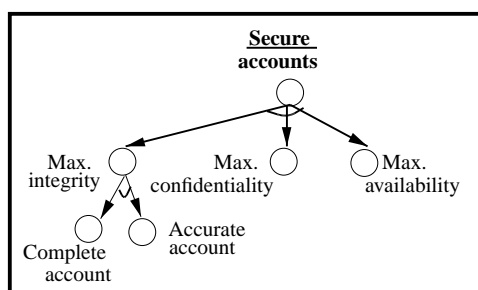 Secure
accounts
Max.
integrity
Max.
confidentiality
Max.
availability
Complete
account
Accurate
account